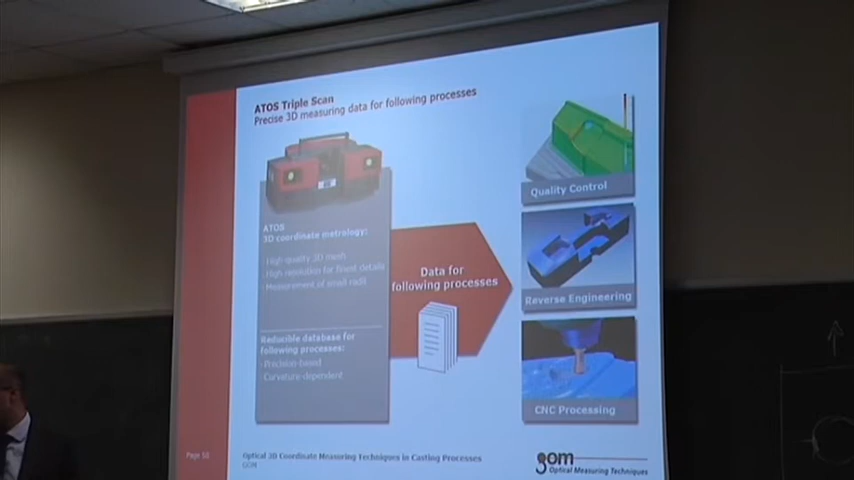 ATOS Triple Scan
Precise 3D measuring data for following processes
ATOS
3D coordinate metrology:
- High quality 3D mesh
- High resolution for finest details
- Measurement of small radii
Reducible database for
following processes:
- Precision-based
- Curvature-dependent
Data for
following processes
Quality Control
Reverse Engineering
CNC Processing
Page 50
Optical 3D Coordinate Measuring Techniques in Casting Processes
GOM
gom
Optical Measuring Techniques